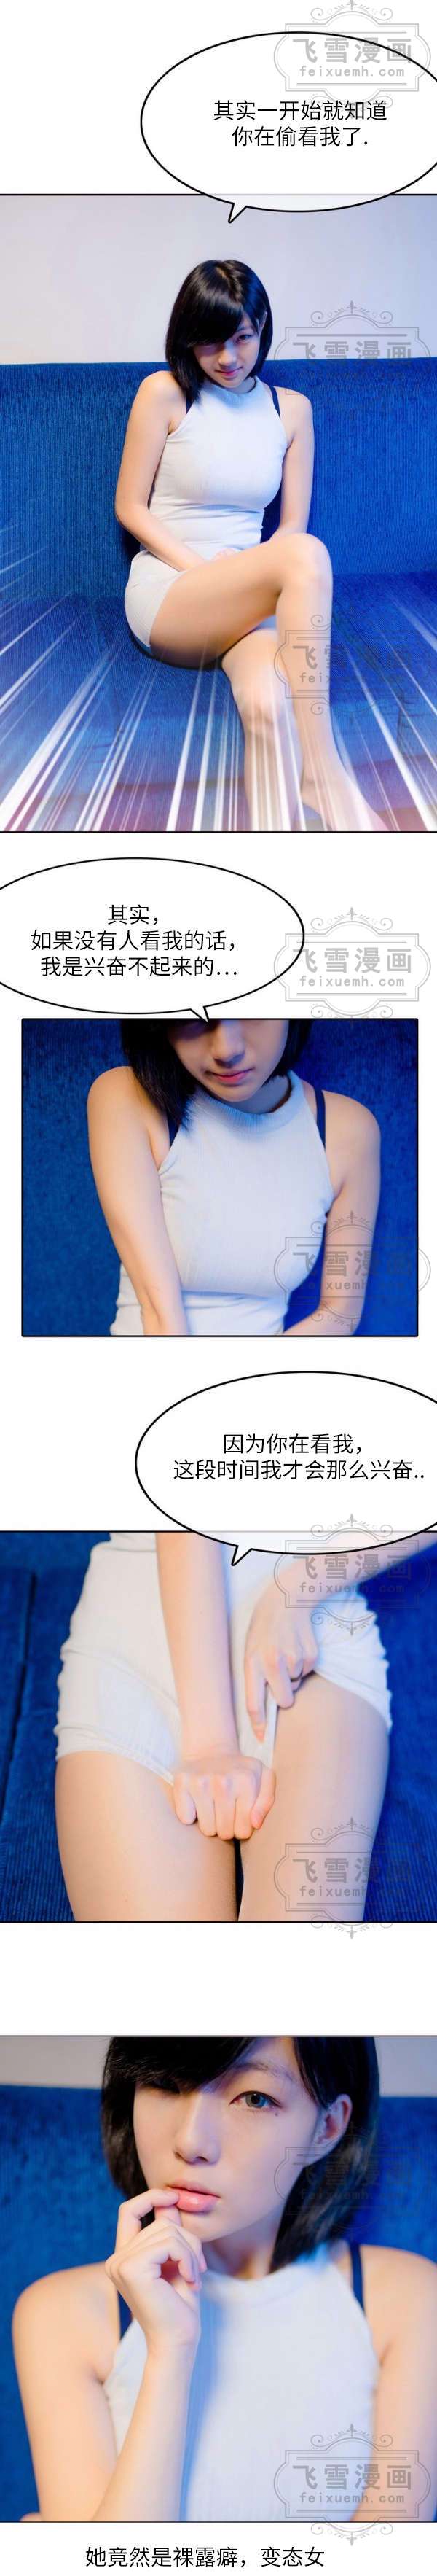 飞雪漫画
feixuemh.com
其实一开始就知道
你在偷看我了.
飞雪漫画
飞雪漫画
其实，
如果没有人看我的话，
我是兴奋不起来的...
飞雪漫画
feixuemh.com
飞雪漫画
feixuemh.com
因为你在看我，
这段时间我才会那么兴奋..
飞雪漫画
feixuemh.com
飞雪漫画
feixuemh.com
飞雪漫画
feixuemh.com
飞雪漫画
feixuemh.com
她竟然是裸露癖，变态女